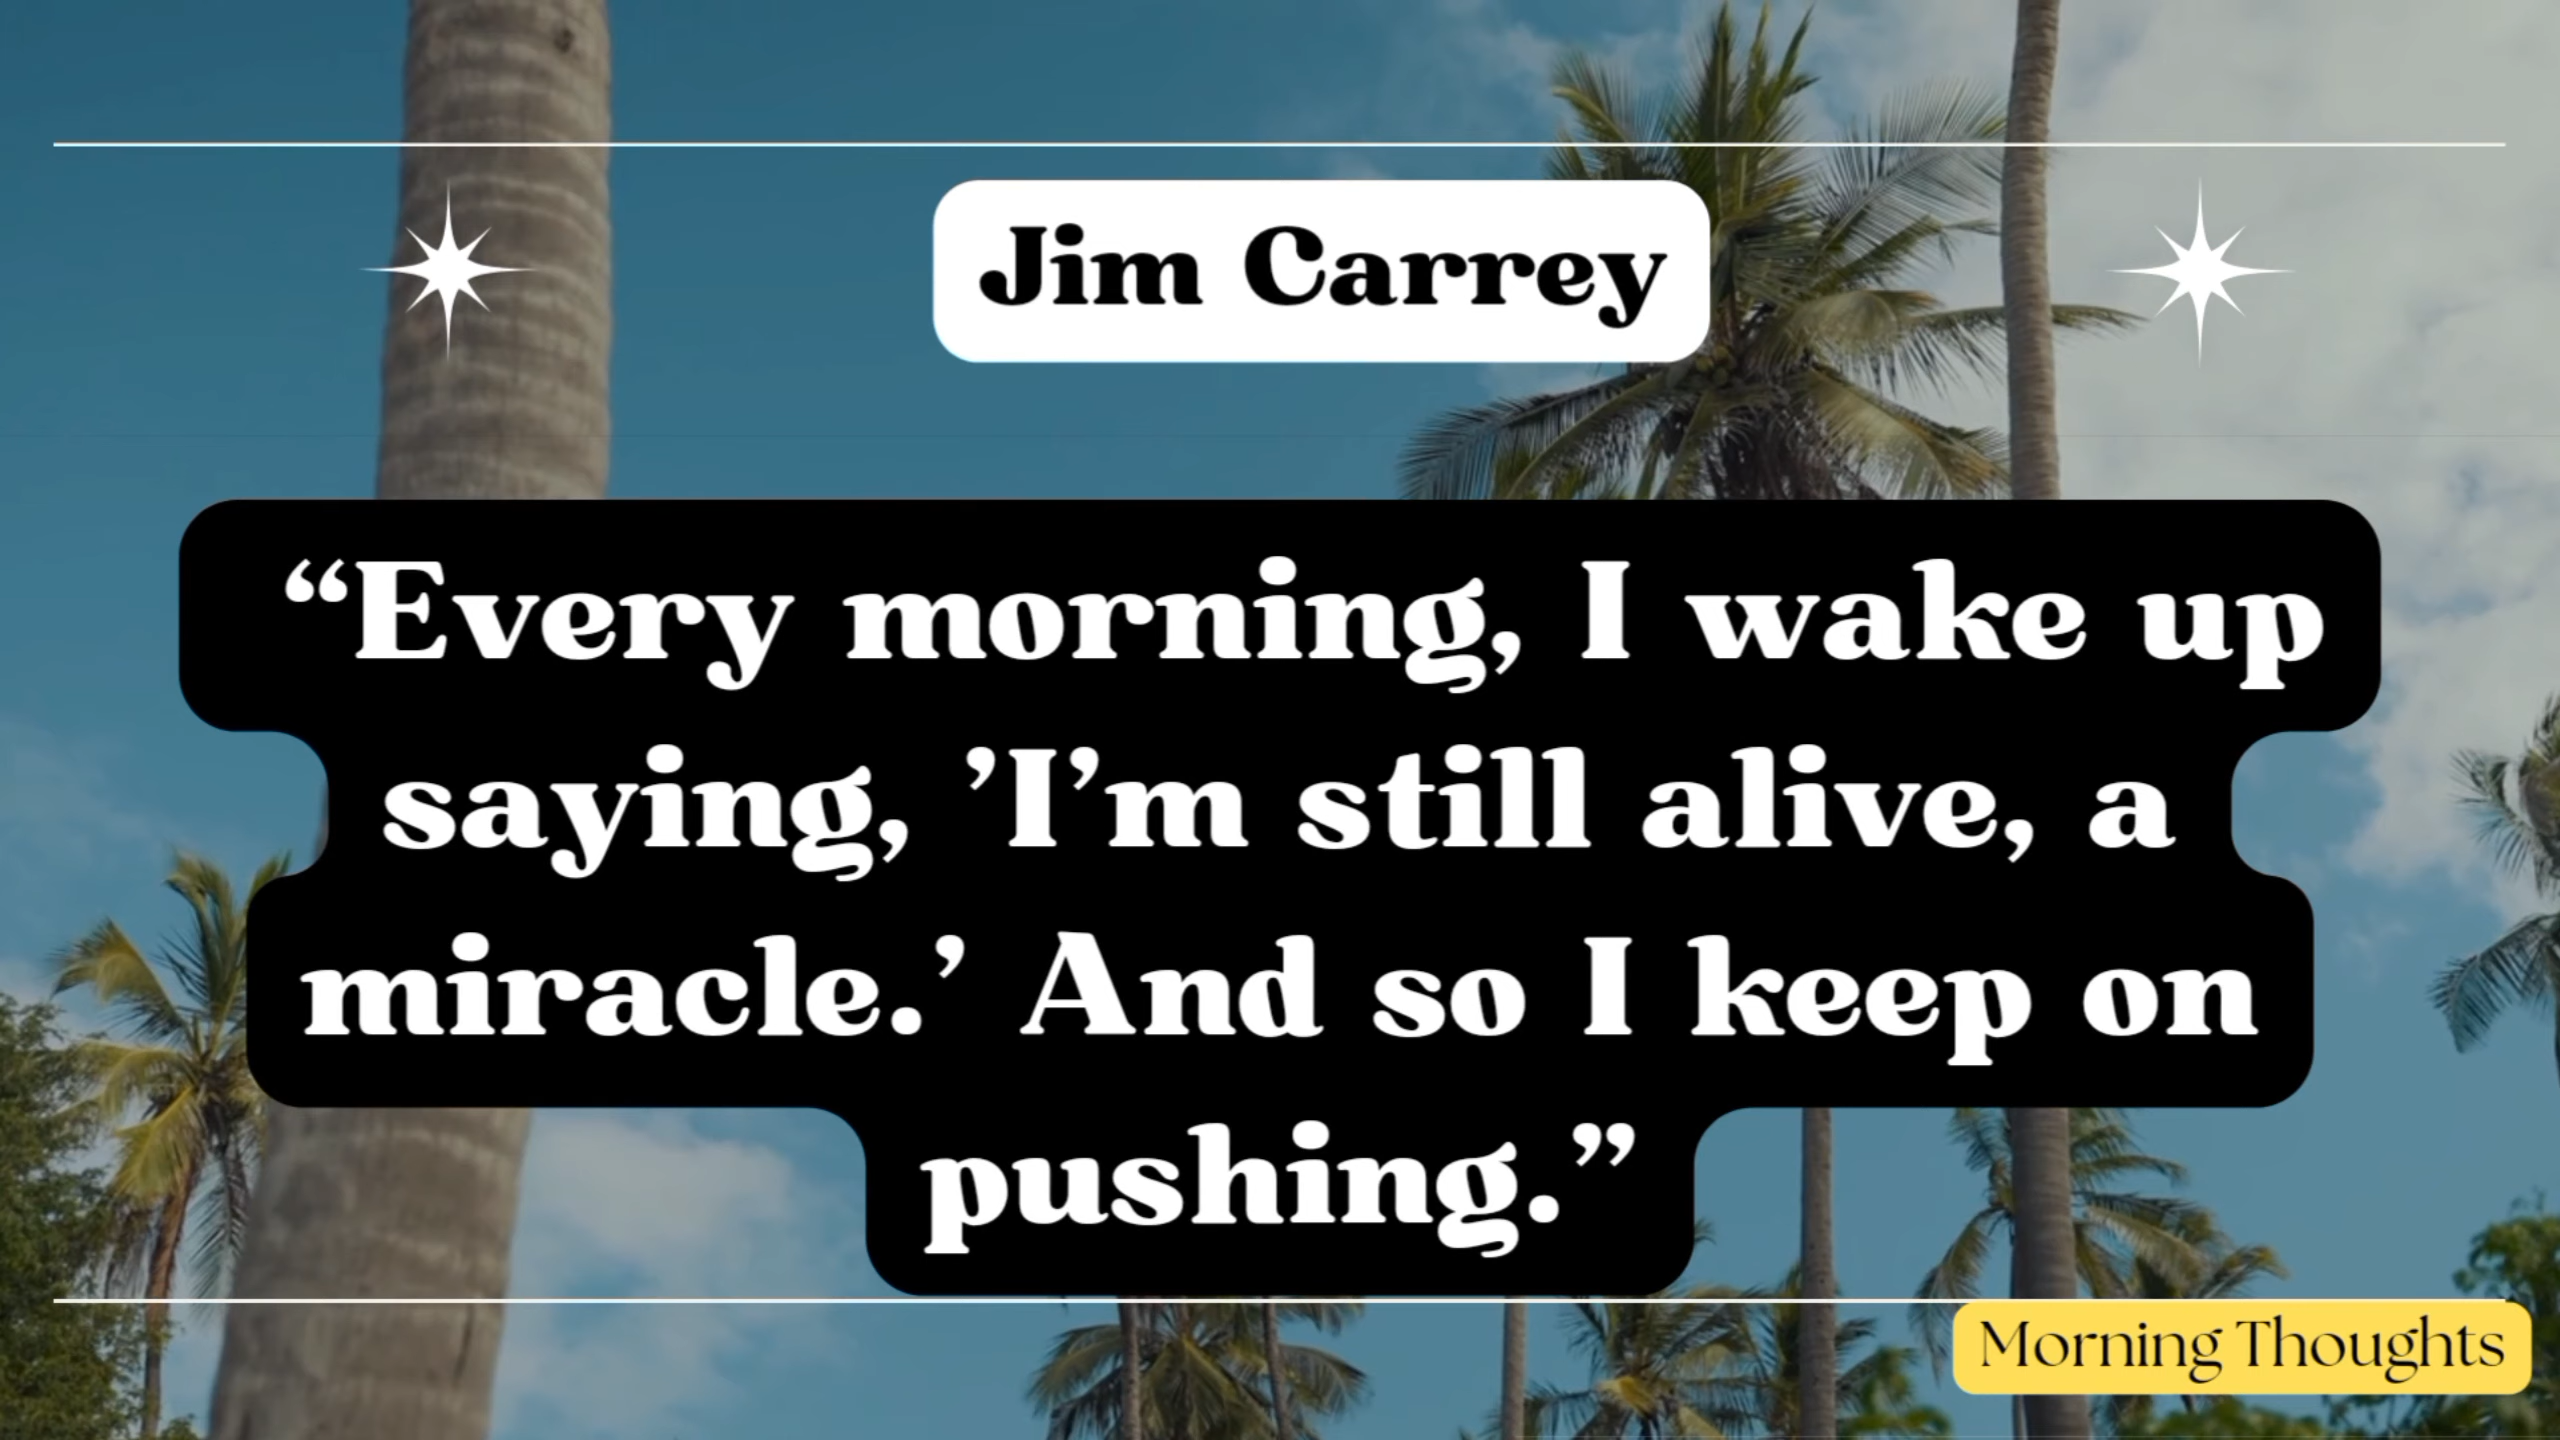 Jim Carrey
“Every morning, I wake up
saying, ’I’m still alive, a
miracle.’ And so I keep on
pushing.”
Morning Thoughts